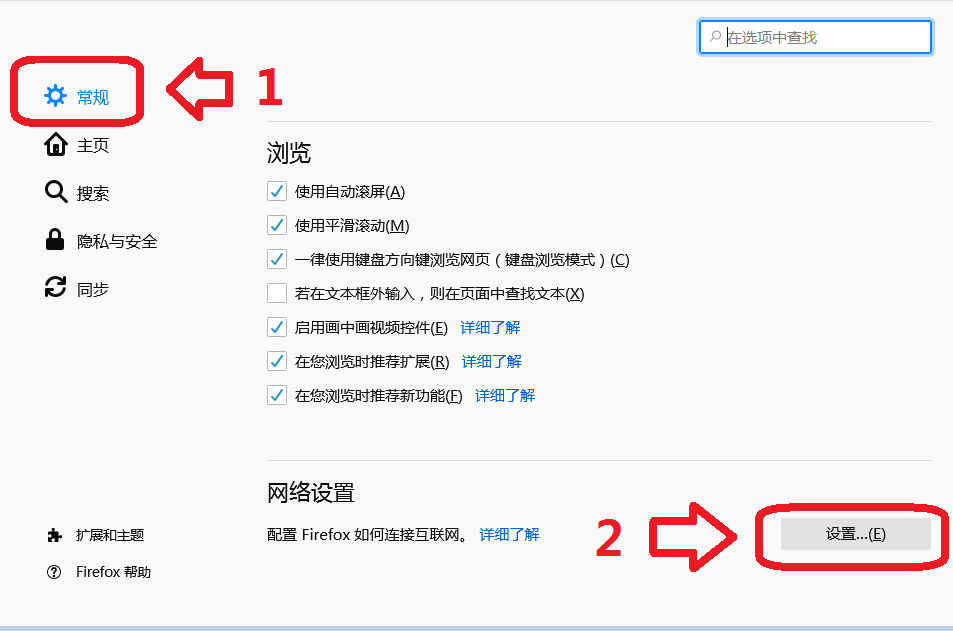 在选项中查找
常规
1
主页
搜索
隐私与安全
同步
浏览
使用自动滚屏(A)
使用平滑滚动(M)
一律使用键盘方向键浏览网页（键盘浏览模式）(C)
若在文本框外输入，则在页面中查找文本(X)
启用画中画视频控件(E) 详细了解
在您浏览时推荐扩展(R) 详细了解
在您浏览时推荐新功能(F) 详细了解
网络设置
配置 Firefox 如何连接互联网。 详细了解
2
设置...(E)
扩展和主题
Firefox 帮助